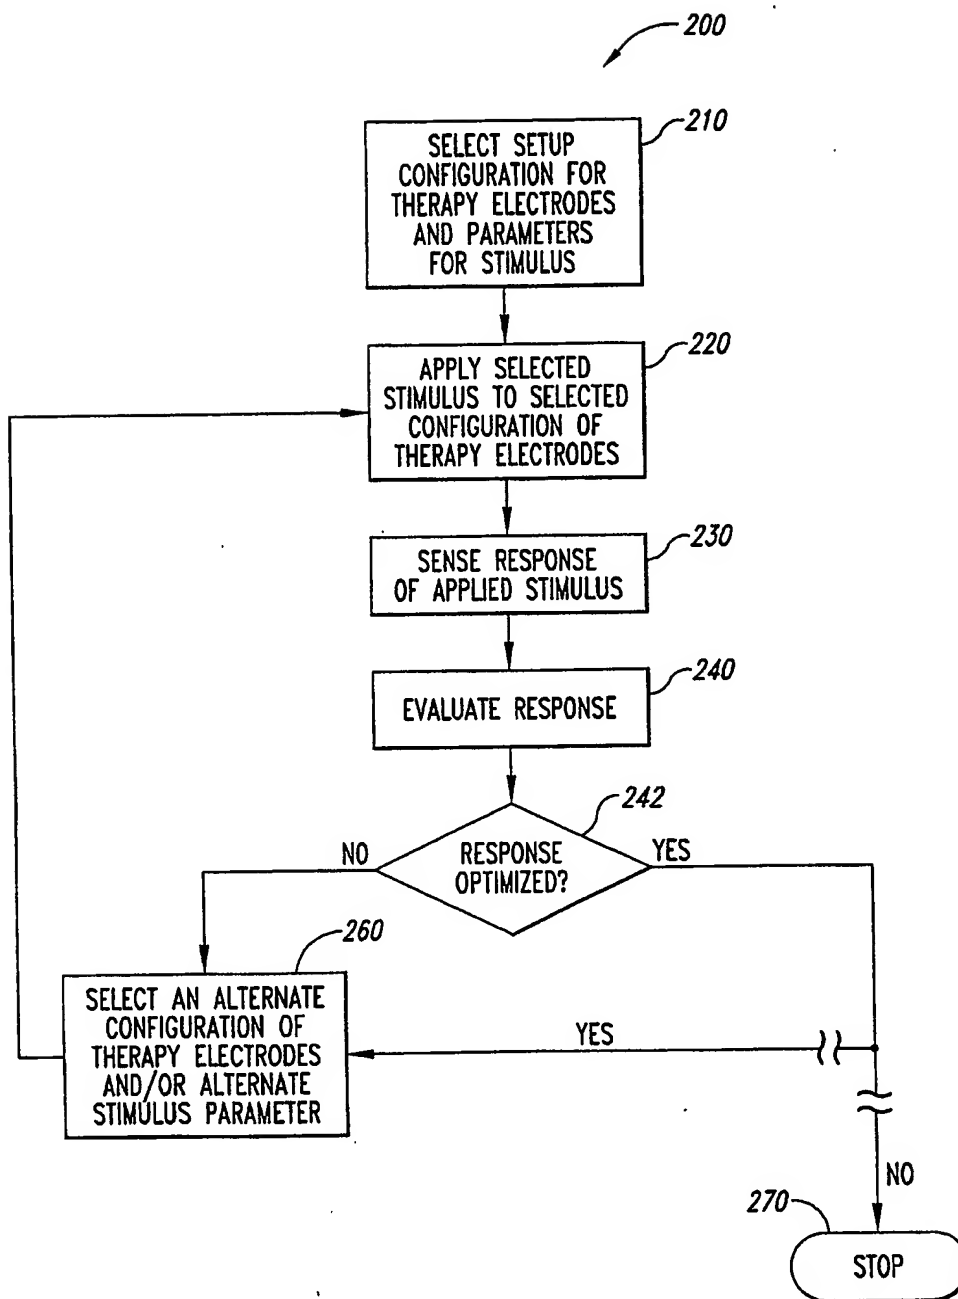 200
210
SELECT SETUP
CONFIGURATION FOR
THERAPY ELECTRODES
AND PARAMETERS
FOR STIMULUS
220
APPLY SELECTED
STIMULUS TO SELECTED
CONFIGURATION OF
THERAPY ELECTRODES
230
SENSE RESPONSE
OF APPLIED STIMULUS
240
EVALUATE RESPONSE
242
NO
RESPONSE
OPTIMIZED?
YES
260
SELECT AN ALTERNATE
CONFIGURATION OF
THERAPY ELECTRODES
AND/OR ALTERNATE
STIMULUS PARAMETER
YES
NO
270
STOP